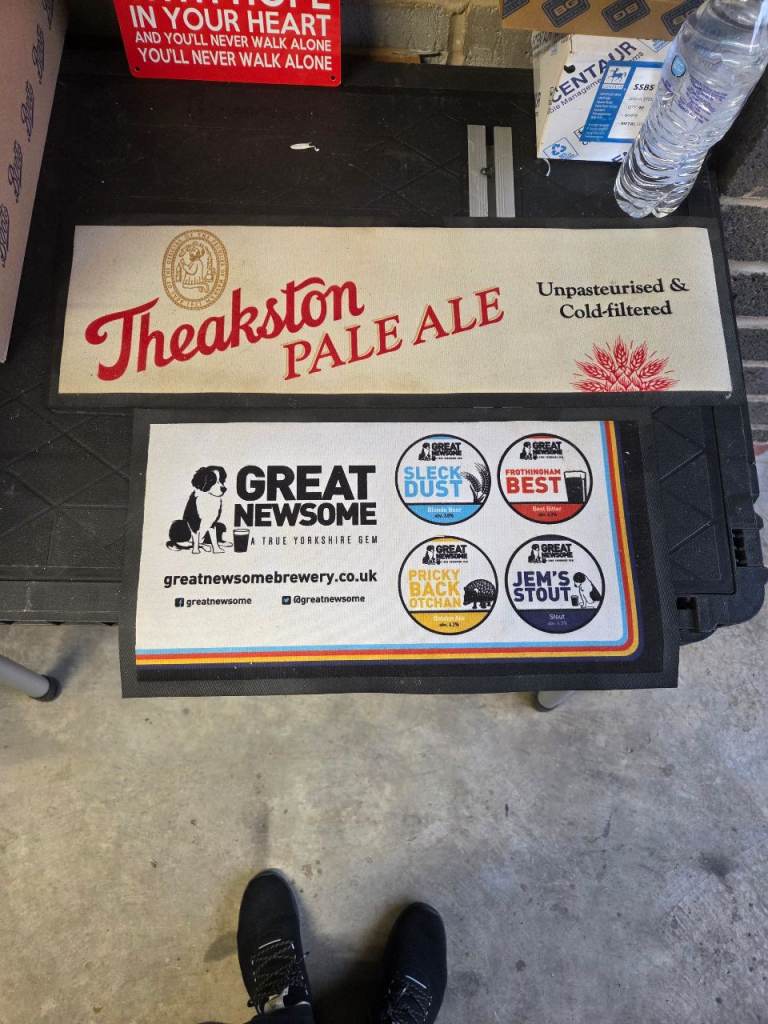 IN YOUR HEART
AND YOU'LL NEVER WALK ALONE
YOU'LL NEVER WALK ALONE
CENTAUR
5585
Theakston
PALE ALE
Unpasteurised &
Cold-filtered
GREAT
NEWSOME
A TRUE YORKSHIRE GEM
greatnewsomebrewery.co.uk
greatnewsome
@greatnewsome
GREAT
NEWSOME
SLECK
DUST
Blonde Beer
GREAT
NEWSOME
FROTHINGHAM
BEST
Best Bitter
GREAT
NEWSOME
PRICKY
BACK
OTCHAN
GREAT
NEWSOME
JEM'S
STOUT
Stout